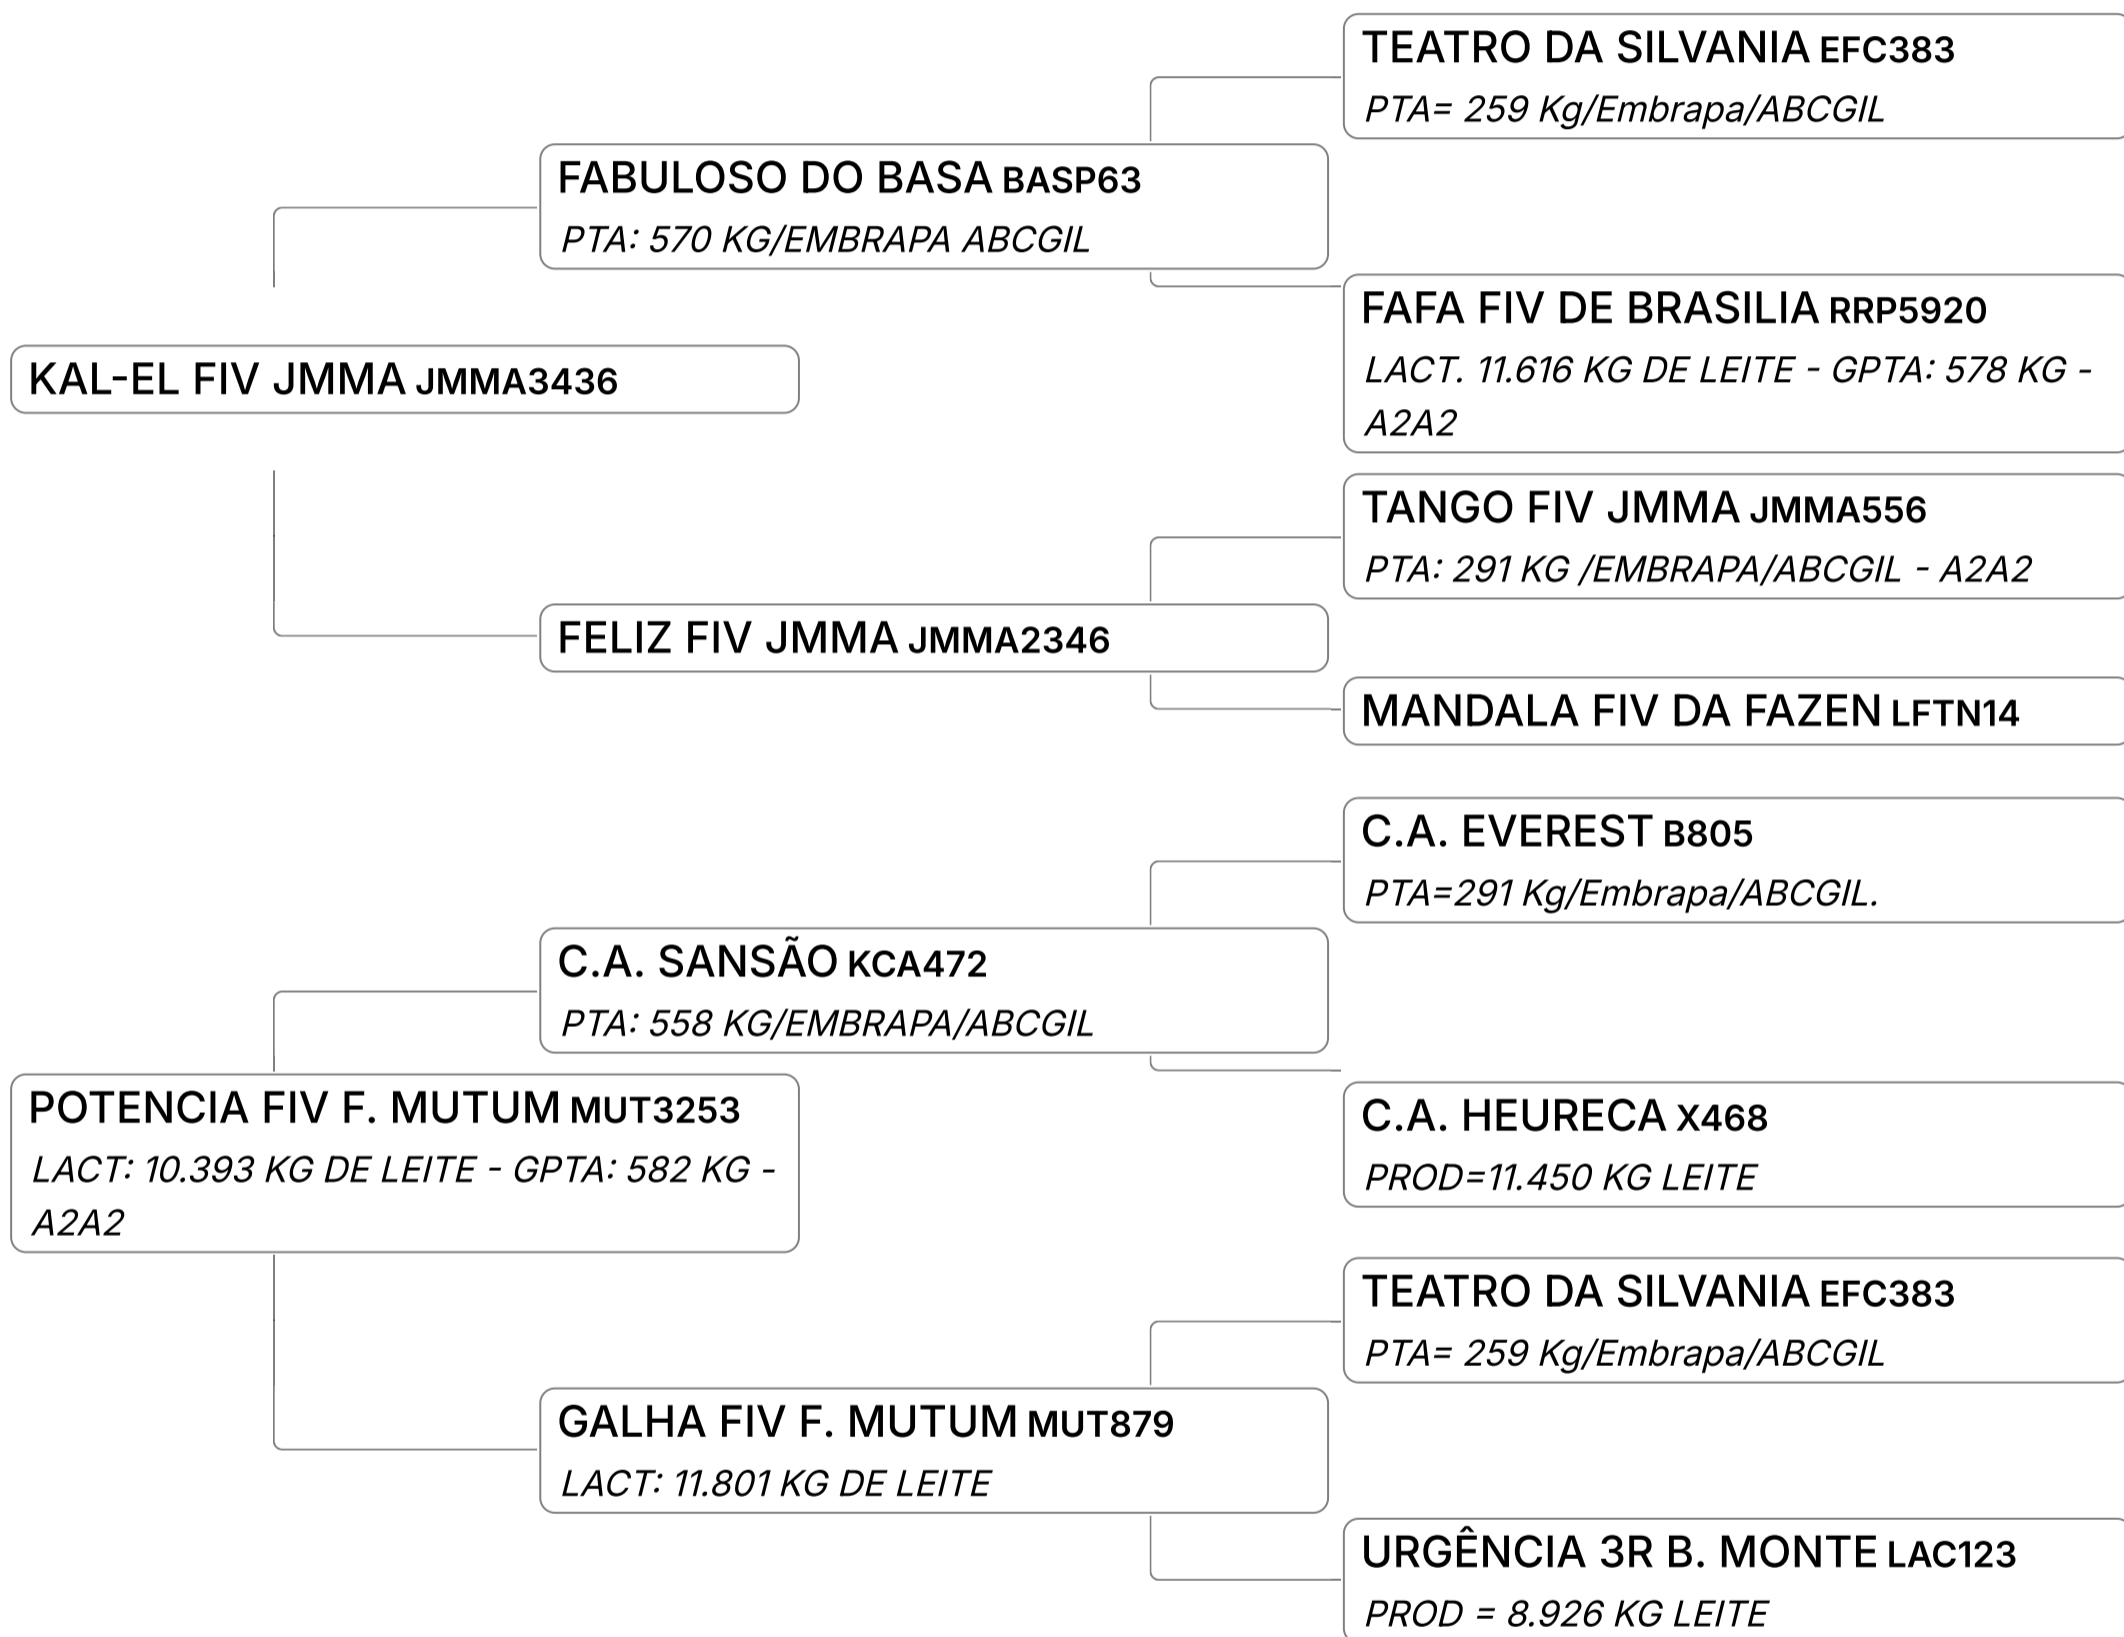 TEATRO DA SILVANIA EFC383
PTA= 259 Kg/Embrapa/ABCGIL
FABULOSO DO BASA BASP63
PTA: 570 KG/EMBRAPA ABCGIL
FAFA FIV DE BRASILIA RRP5920
LACT. 11.616 KG DE LEITE - GPTA: 578 KG -
A2A2
KAL-EL FIV JMMA JMMA3436
TANGO FIV JMMA JMMA556
PTA: 291 KG /EMBRAPA/ABCGIL - A2A2
FELIZ FIV JMMA JMMA2346
MANDALA FIV DA FAZEN LFTN14
C.A. EVEREST B805
PTA=291 Kg/Embrapa/ABCGIL.
C.A. SANSÃO KCA472
PTA: 558 KG/EMBRAPA/ABCGIL
C.A. HEURECA X468
PROD=11.450 KG LEITE
POTENCIA FIV F. MUTUM MUT3253
LACT: 10.393 KG DE LEITE - GPTA: 582 KG -
A2A2
TEATRO DA SILVANIA EFC383
PTA= 259 Kg/Embrapa/ABCGIL
GALHA FIV F. MUTUM MUT879
LACT: 11.801 KG DE LEITE
URGÊNCIA 3R B. MONTE LAC123
PROD = 8.926 KG LEITE